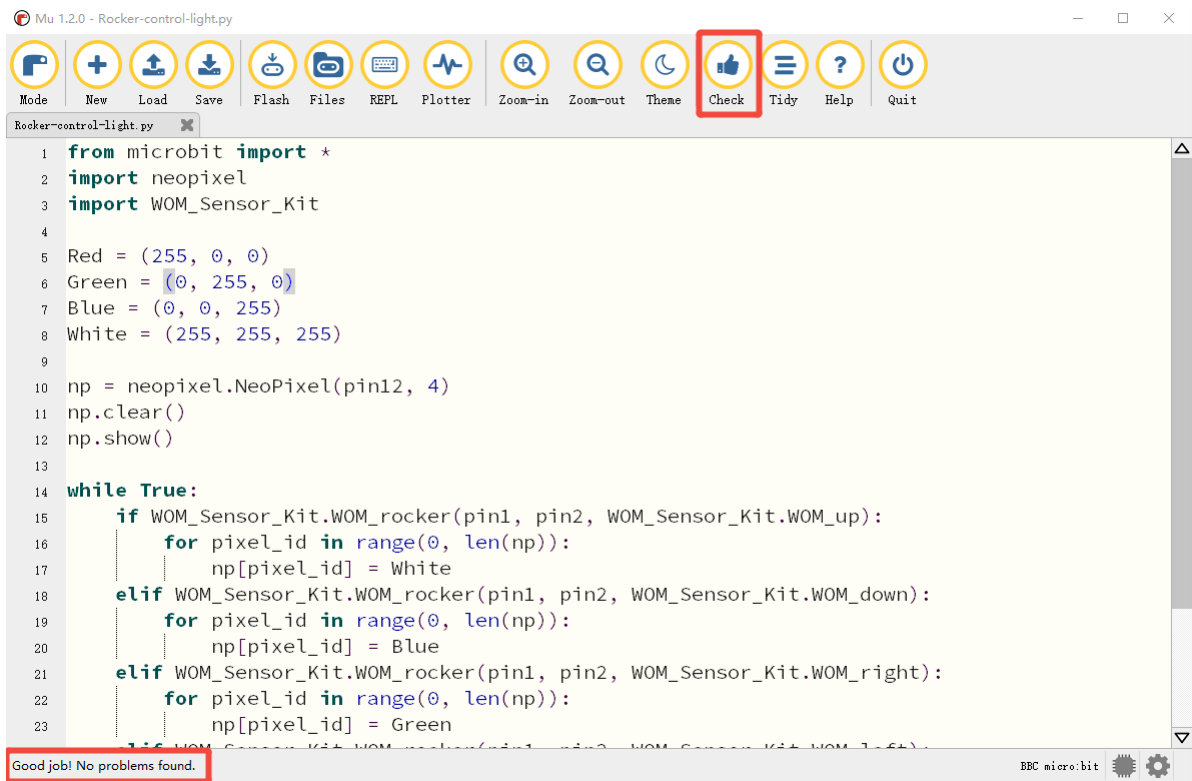 Mu 1.2.0 - Rocker-control-light.py
Mode New Load Save Flash Files REPL Plotter Zoom-in Zoom-out Theme Check Tidy Help Quit
Rocker-control-light.py
1 from microbit import *
2 import neopixel
3 import WOM_Sensor_Kit
4
5 Red = (255, 0, 0)
6 Green = (0, 255, 0)
7 Blue = (0, 0, 255)
8 White = (255, 255, 255)
9
10 np = neopixel.NeoPixel(pin12, 4)
11 np.clear()
12 np.show()
13
14 while True:
15     if WOM_Sensor_Kit.WOM_rocker(pin1, pin2, WOM_Sensor_Kit.WOM_up):
16         for pixel_id in range(0, len(np)):
17             np[pixel_id] = White
18     elif WOM_Sensor_Kit.WOM_rocker(pin1, pin2, WOM_Sensor_Kit.WOM_down):
19         for pixel_id in range(0, len(np)):
20             np[pixel_id] = Blue
21     elif WOM_Sensor_Kit.WOM_rocker(pin1, pin2, WOM_Sensor_Kit.WOM_right):
22         for pixel_id in range(0, len(np)):
23             np[pixel_id] = Green
elif WOM_Sensor_Kit.WOM_rocker(pin1, pin2, WOM_Sensor_Kit.WOM_left):
Good job! No problems found. BBC micro:bit